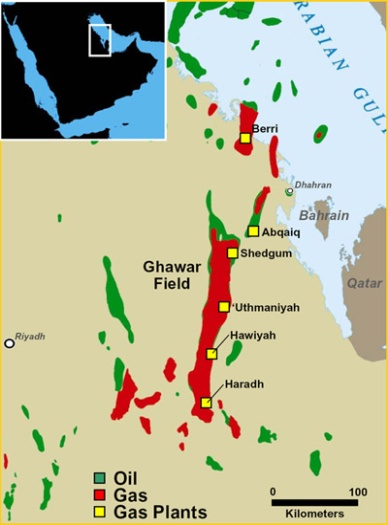 ARABIAN GULF
Berri
Dhahran
Bahrain
Abqaiq
Shedgum
Ghawar
Field
Qatar
'Uthmaniyah
Riyadh
Hawiyah
Haradh
Oil
Gas
Gas Plants
0 100
Kilometers